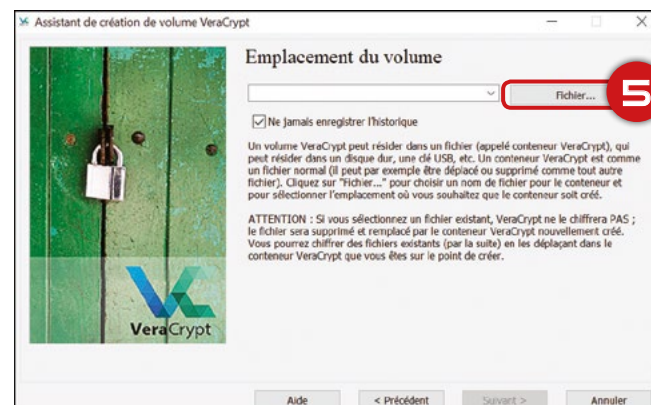 Assistant de création de volume VeraCrypt
Emplacement du volume
Fichier...
5
Ne jamais enregistrer l'historique
Un volume VeraCrypt peut résider dans un fichier (appelé conteneur VeraCrypt), qui
peut résider dans un disque dur, une clé USB, etc. Un conteneur VeraCrypt est comme
un fichier normal (il peut par exemple être déplacé ou supprimé comme tout autre
fichier). Cliquez sur "Fichier..." pour choisir un nom de fichier pour le conteneur et
pour sélectionner l'emplacement où vous souhaitez que le conteneur soit créé.
ATTENTION : Si vous sélectionnez un fichier existant, VeraCrypt ne le chiffrera PAS ;
le fichier sera supprimé et remplacé par le conteneur VeraCrypt nouvellement créé.
Vous pourrez chiffrer des fichiers existants (par la suite) en les déplaçant dans le
conteneur VeraCrypt que vous êtes sur le point de créer.
VeraCrypt
Aide
< Précédent
Suivant >
Annuler